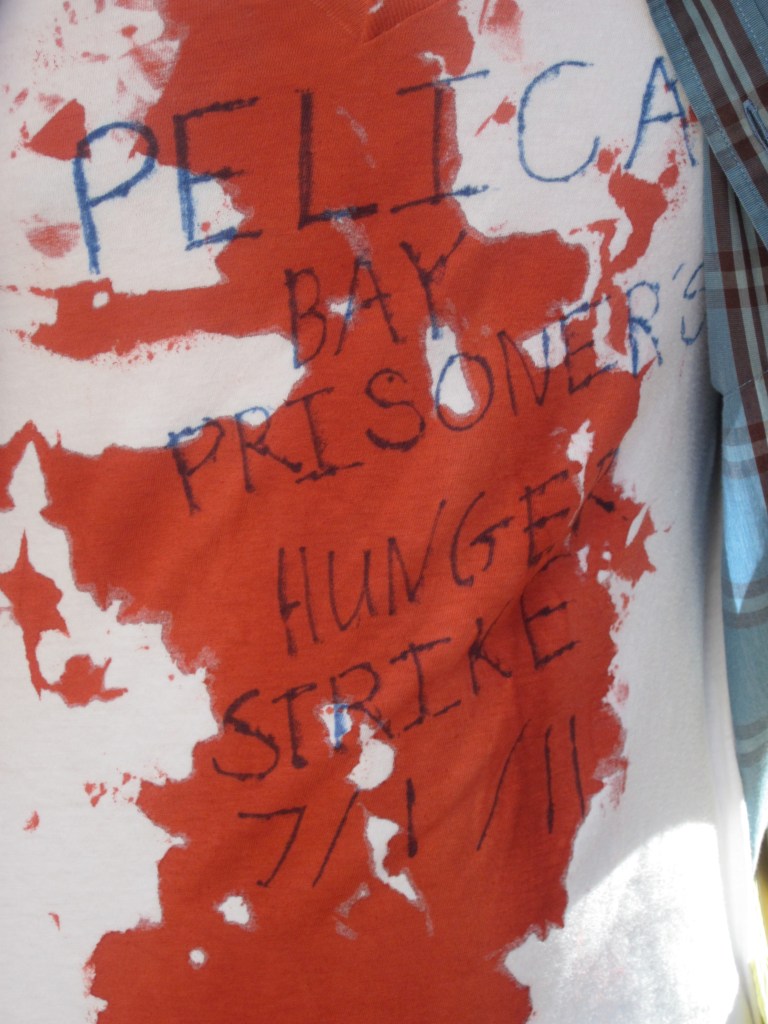 PELICA
BAY
PRISONER'S
HUNGER
STRIKE
7/1/11